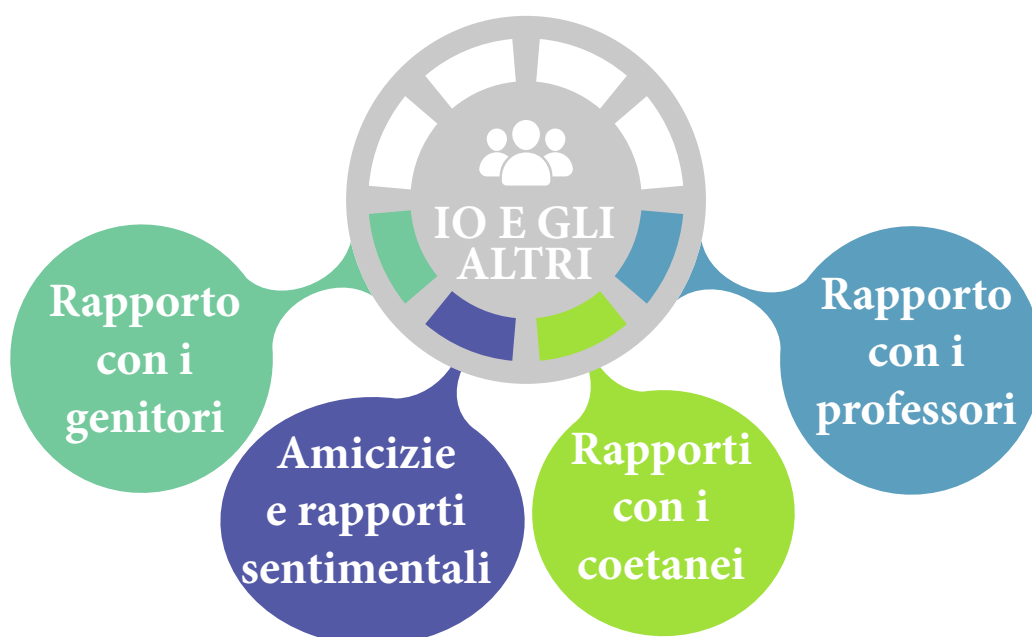 IO E GLI
ALTRI
Rapporto
con i
genitori
Amicizie
e rapporti
sentimentali
Rapporti
con i
coetanei
Rapporto
con i
professori